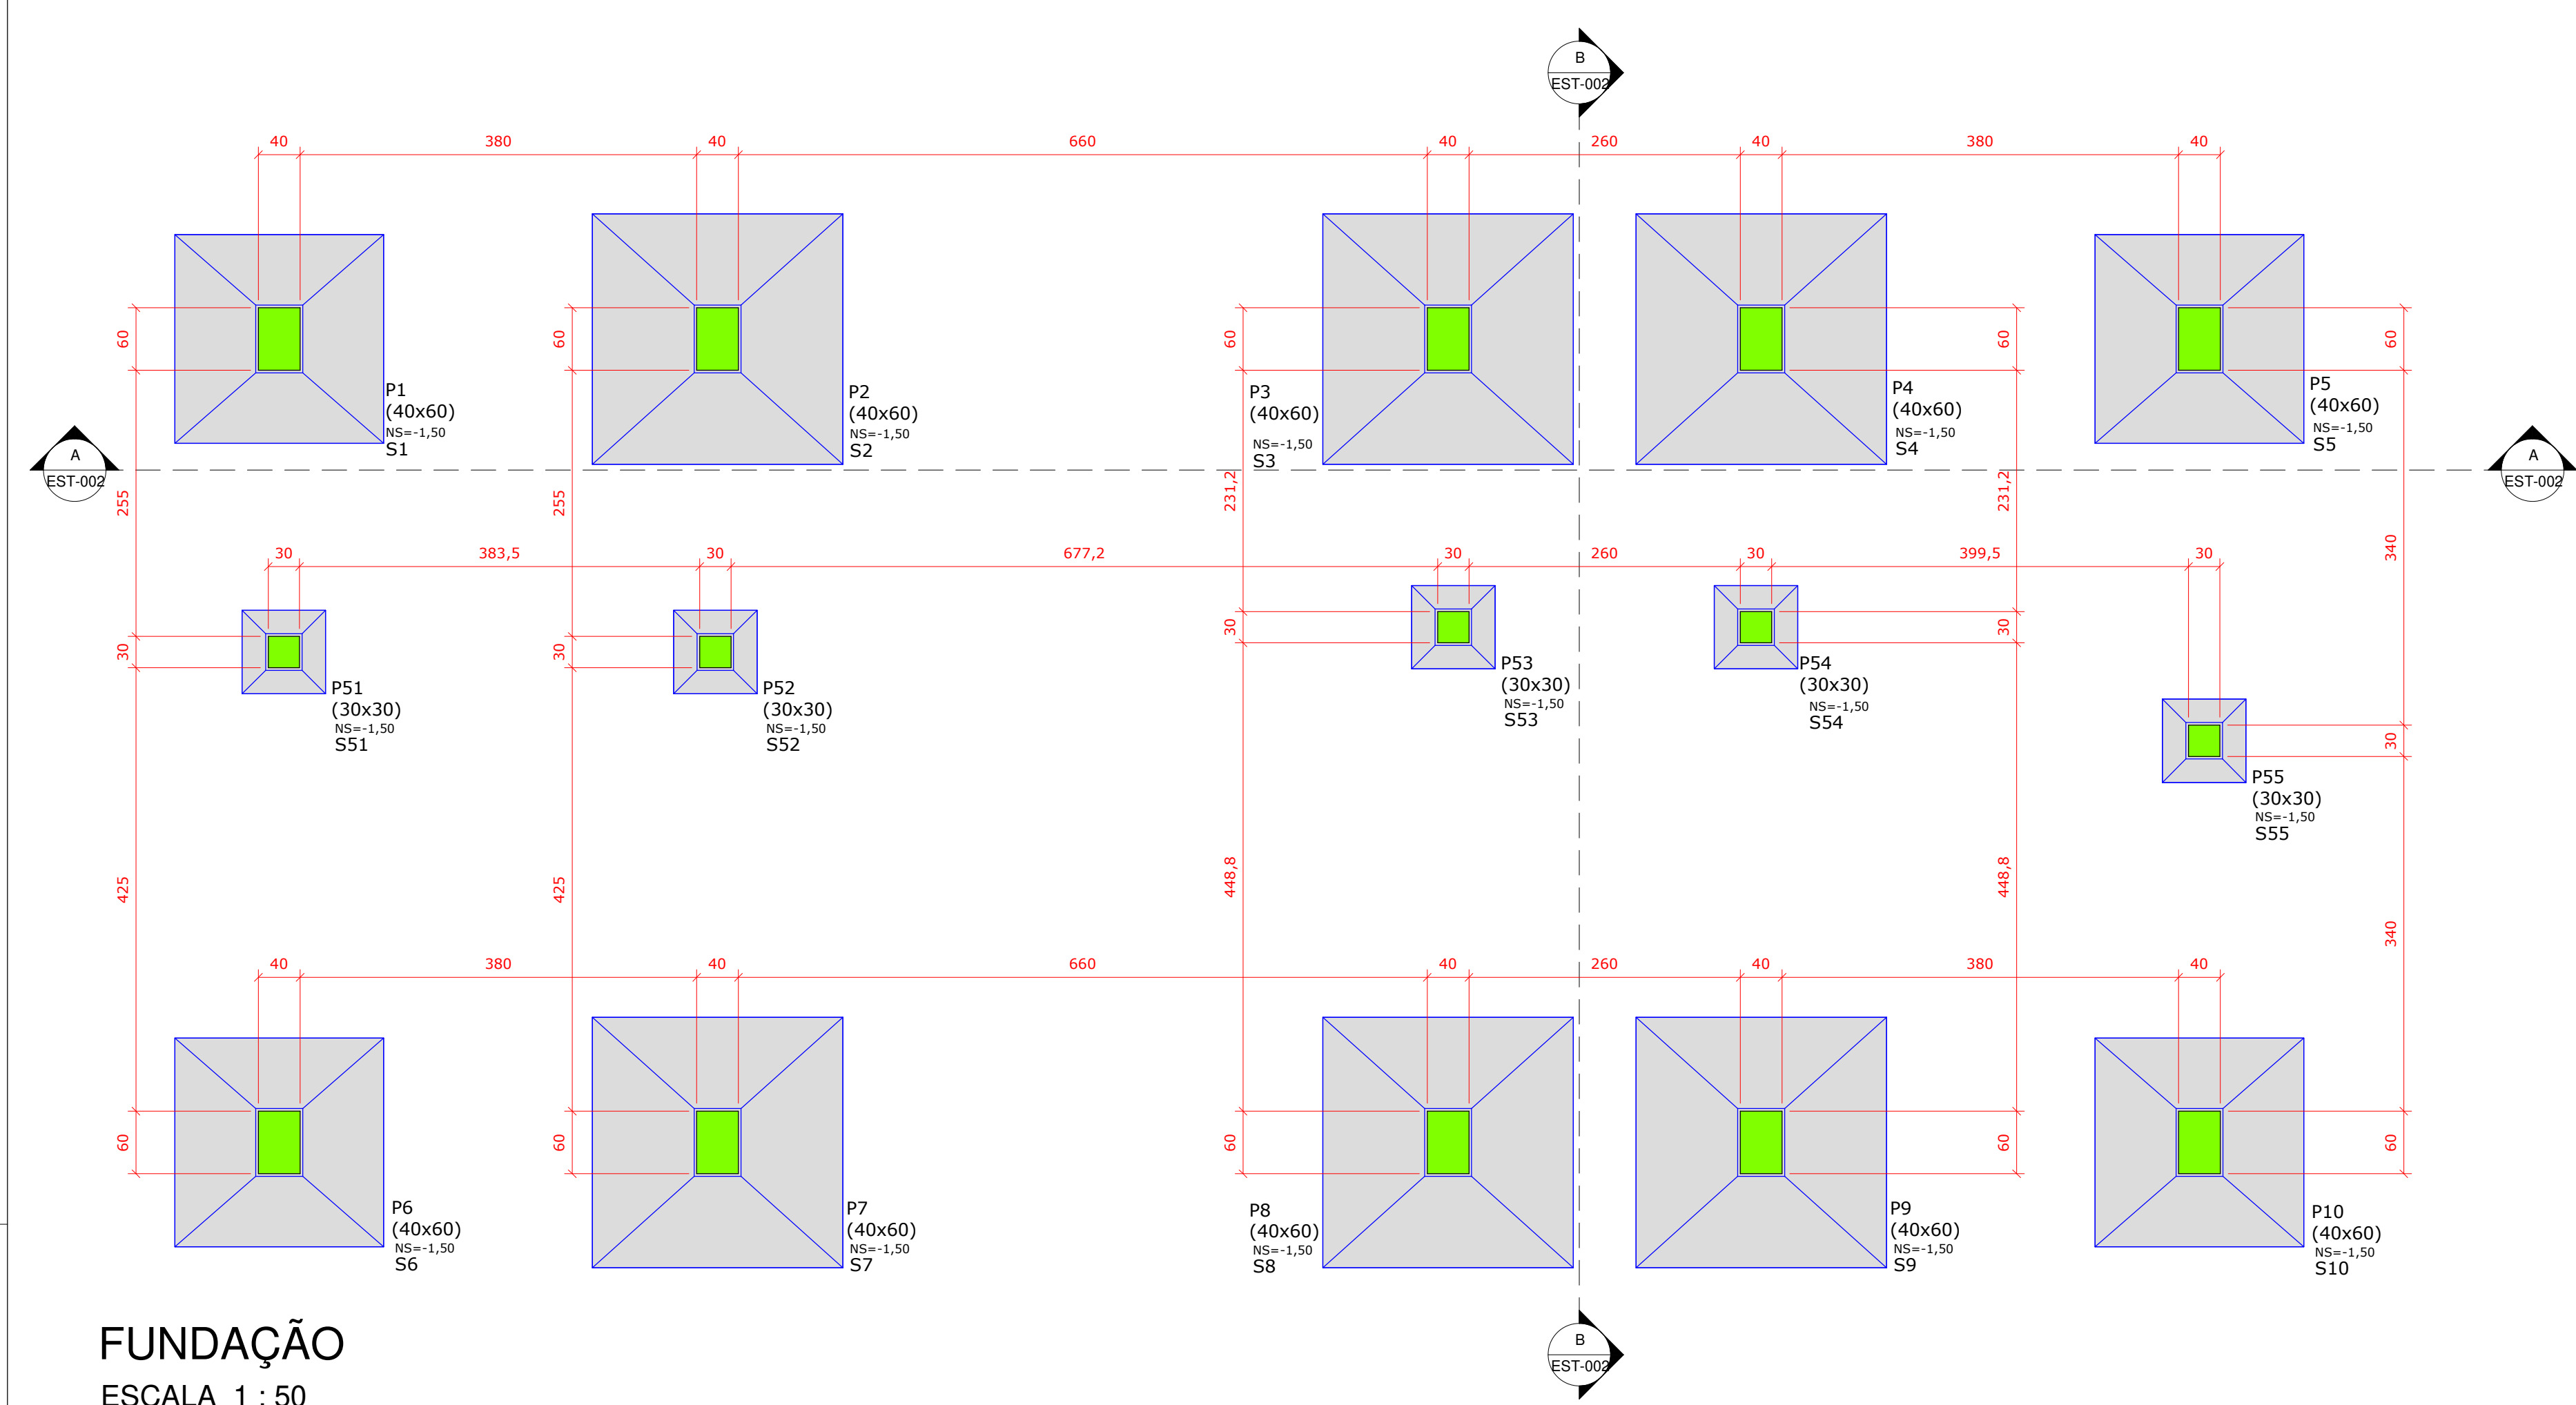 B
EST-002
40 380 40 660 40 260 40 380 40
60 60 60 60 60
P1
(40x60)
NS=-1,50
S1
P2
(40x60)
NS=-1,50
S2
P3
(40x60)
NS=-1,50
S3
P4
(40x60)
NS=-1,50
S4
P5
(40x60)
NS=-1,50
S5
A
EST-002
A
EST-002
255 255 231,2 231,2 340
30 383,5 30 677,2 30 260 30 399,5 30
30 30 30 30 30
P51
(30x30)
NS=-1,50
S51
P52
(30x30)
NS=-1,50
S52
P53
(30x30)
NS=-1,50
S53
P54
(30x30)
NS=-1,50
S54
P55
(30x30)
NS=-1,50
S55
425 425 448,8 448,8 340
40 380 40 660 40 260 40 380 40
60 60 60 60 60
P6
(40x60)
NS=-1,50
S6
P7
(40x60)
NS=-1,50
S7
P8
(40x60)
NS=-1,50
S8
P9
(40x60)
NS=-1,50
S9
P10
(40x60)
NS=-1,50
S10
B
EST-002
FUNDAÇÃO
ESCALA 1 : 50